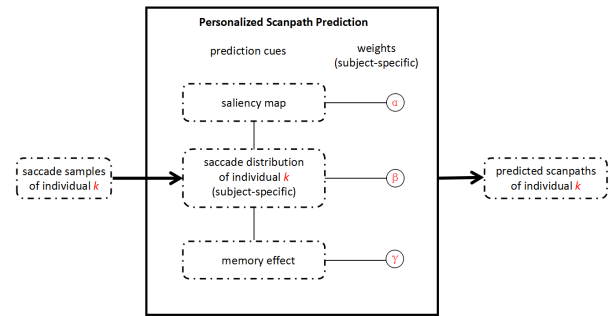 Personalized Scanpath Prediction
prediction cues
weights
(subject-specific)
saliency map
α
saccade samples
of individual k
saccade distribution
of individual k
(subject-specific)
β
predicted scanpaths
of individual k
memory effect
γ